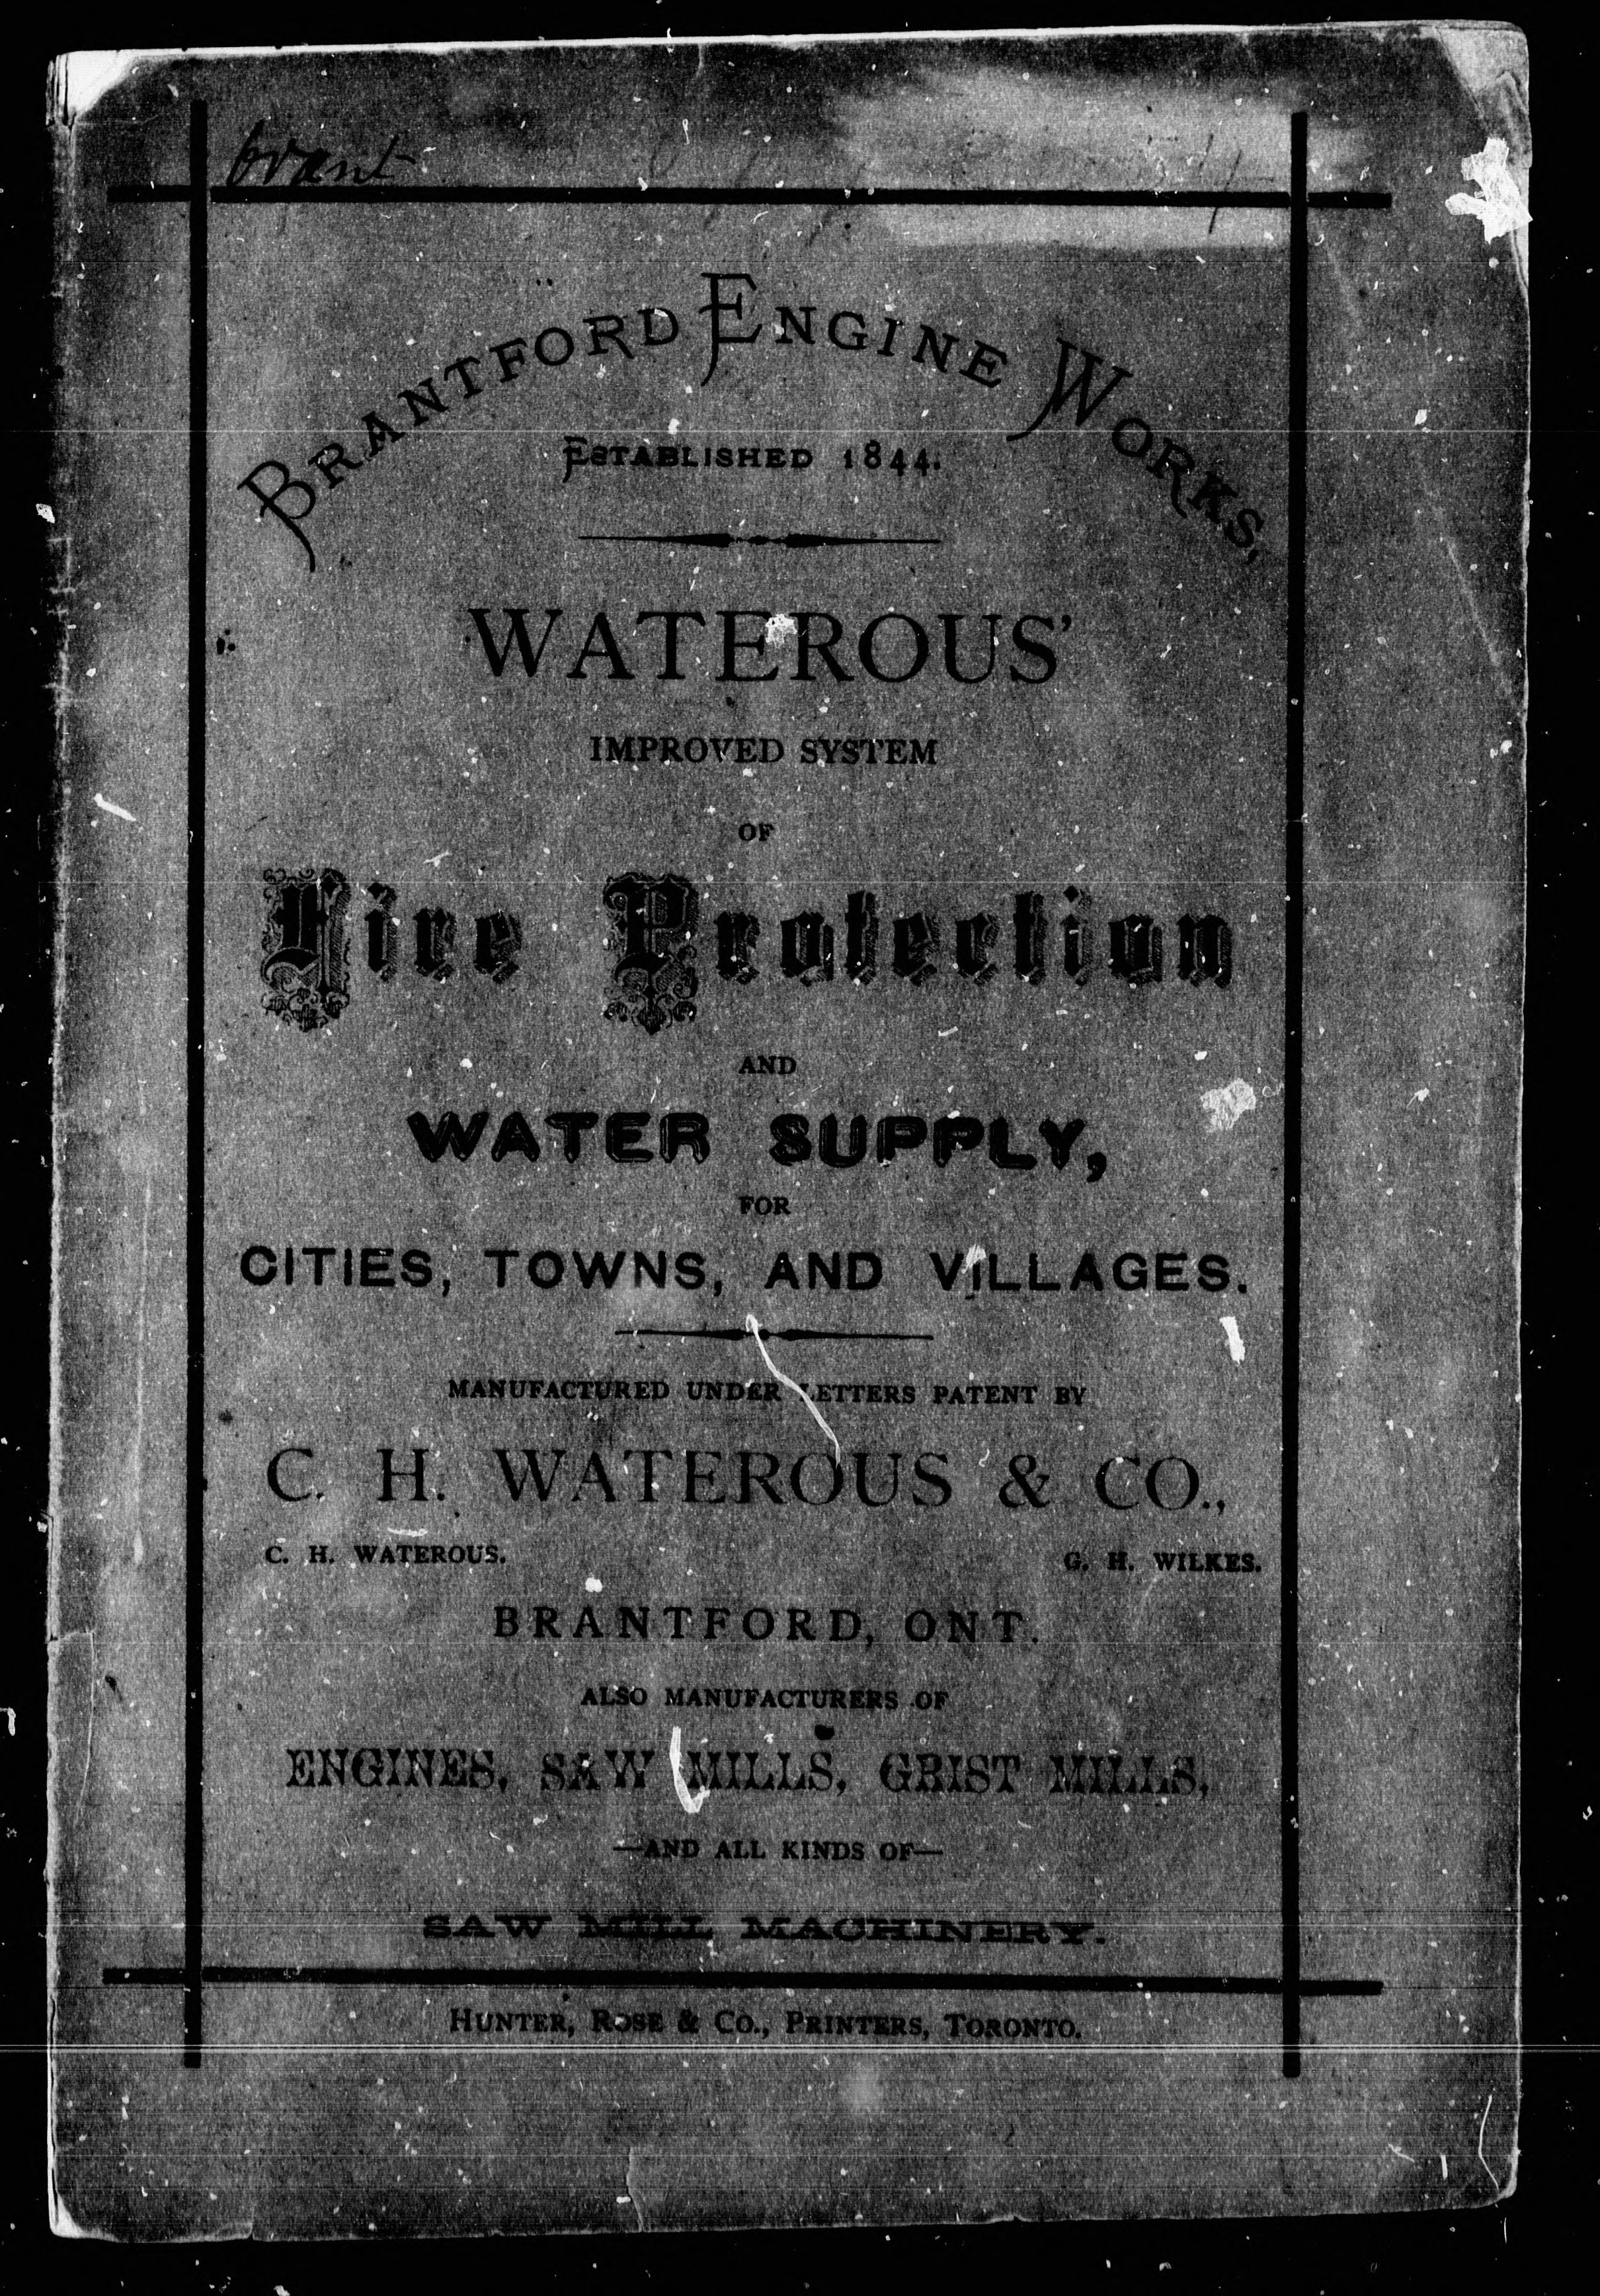 brant
BRANTFORD ENGINE WORKS,
ESTABLISHED 1844.
WATEROUS'
IMPROVED SYSTEM
OF
Fire Protection
AND
WATER SUPPLY,
FOR
CITIES, TOWNS, AND VILLAGES.
MANUFACTURED UNDER LETTERS PATENT BY
C. H. WATEROUS & CO.,
C. H. WATEROUS. G. H. WILKES.
BRANTFORD, ONT.
ALSO MANUFACTURERS OF
ENGINES, SAW MILLS, GRIST MILLS,
—AND ALL KINDS OF—
SAW MILL MACHINERY.
HUNTER, ROSE & CO., PRINTERS, TORONTO.